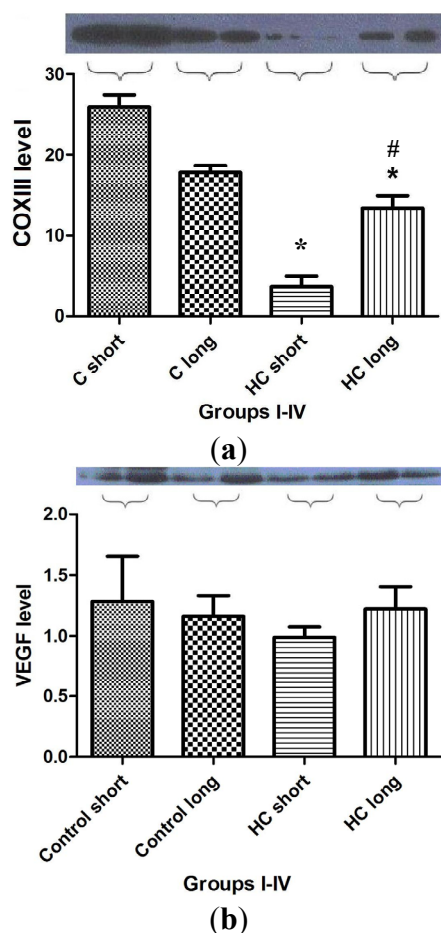 COXIII level
30
20
10
0
#
*
*
C short
C long
HC short
HC long
Groups I-IV
(a)
VEGF level
2.0
1.5
1.0
0.5
0.0
Control short
Control long
HC short
HC long
Groups I-IV
(b)